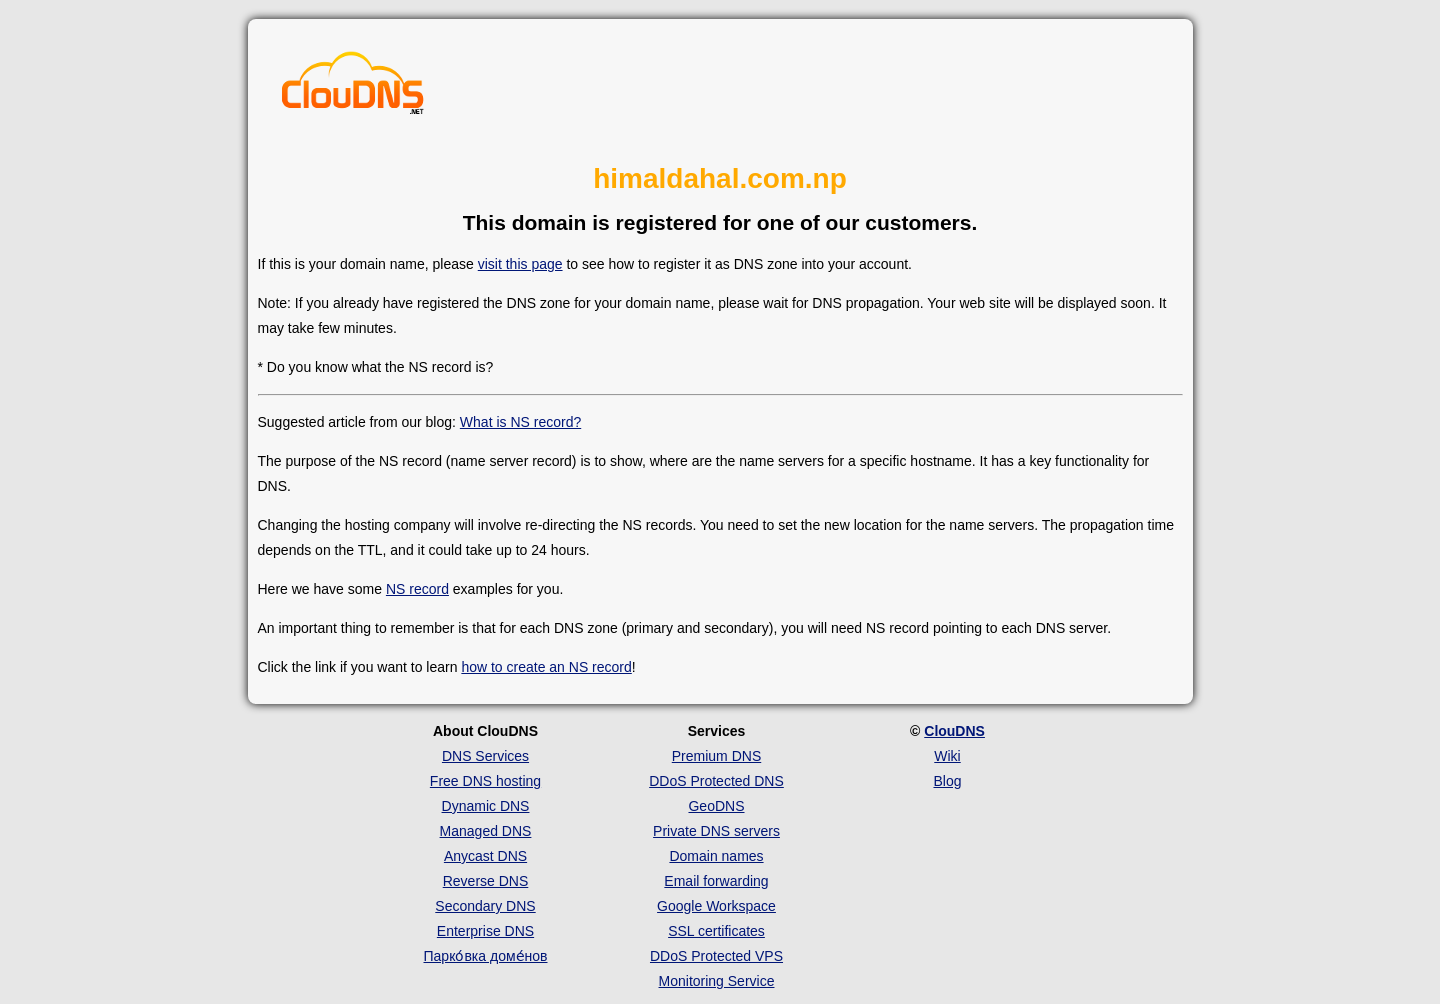 ClouDNS
.NET
himaldahal.com.np
This domain is registered for one of our customers.
If this is your domain name, please visit this page to see how to register it as DNS zone into your account.
Note: If you already have registered the DNS zone for your domain name, please wait for DNS propagation. Your web site will be displayed soon. It
may take few minutes.
* Do you know what the NS record is?
Suggested article from our blog: What is NS record?
The purpose of the NS record (name server record) is to show, where are the name servers for a specific hostname. It has a key functionality for
DNS.
Changing the hosting company will involve re-directing the NS records. You need to set the new location for the name servers. The propagation time
depends on the TTL, and it could take up to 24 hours.
Here we have some NS record examples for you.
An important thing to remember is that for each DNS zone (primary and secondary), you will need NS record pointing to each DNS server.
Click the link if you want to learn how to create an NS record!
About ClouDNS
DNS Services
Free DNS hosting
Dynamic DNS
Managed DNS
Anycast DNS
Reverse DNS
Secondary DNS
Enterprise DNS
Парко́вка доме́нов
Services
Premium DNS
DDoS Protected DNS
GeoDNS
Private DNS servers
Domain names
Email forwarding
Google Workspace
SSL certificates
DDoS Protected VPS
Monitoring Service
© ClouDNS
Wiki
Blog